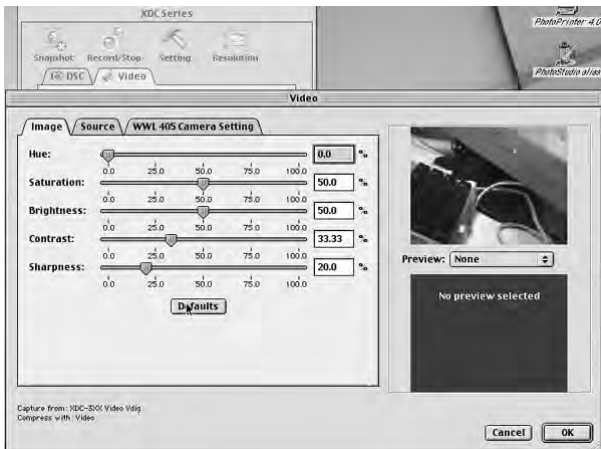 XDC Series
PhotoPrinter 4.0
Snapshot Record/Stop Setting Resolution
PhotoStudio alias
DSC Video
Video
Image Source WWL 405 Camera Setting
Hue: 0.0 %
0.0 25.0 50.0 75.0 100.0
Saturation: 50.0 %
0.0 25.0 50.0 75.0 100.0
Brightness: 50.0 %
0.0 25.0 50.0 75.0 100.0
Contrast: 33.33 %
0.0 25.0 50.0 75.0 100.0
Sharpness: 20.0 %
0.0 25.0 50.0 75.0 100.0
Defaults
Preview: None
No preview selected
Capture from: XDC-3XX Video Vdig
Compress with: Video
Cancel OK